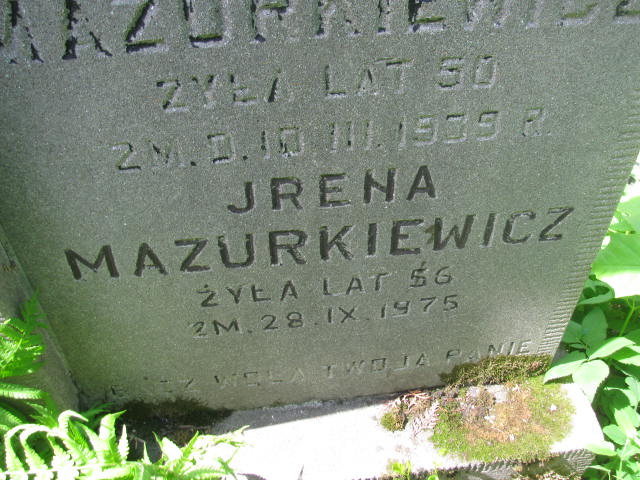 MAZURKIEWICZ
ŻYŁA LAT 50
ZM. D. 10 III. 1939 R.
JRENA
MAZURKIEWICZ
ŻYŁA LAT 56
ZM. 28. IX. 1975
WOLA TWOJA PANIE